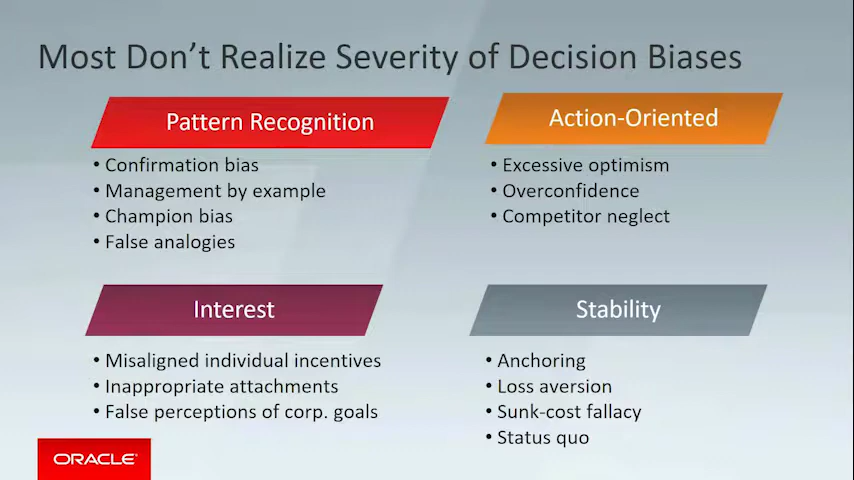 Most Don't Realize Severity of Decision Biases
Pattern Recognition
• Confirmation bias
• Management by example
• Champion bias
• False analogies
Action-Oriented
• Excessive optimism
• Overconfidence
• Competitor neglect
Interest
• Misaligned individual incentives
• Inappropriate attachments
• False perceptions of corp. goals
Stability
• Anchoring
• Loss aversion
• Sunk-cost fallacy
• Status quo
ORACLE